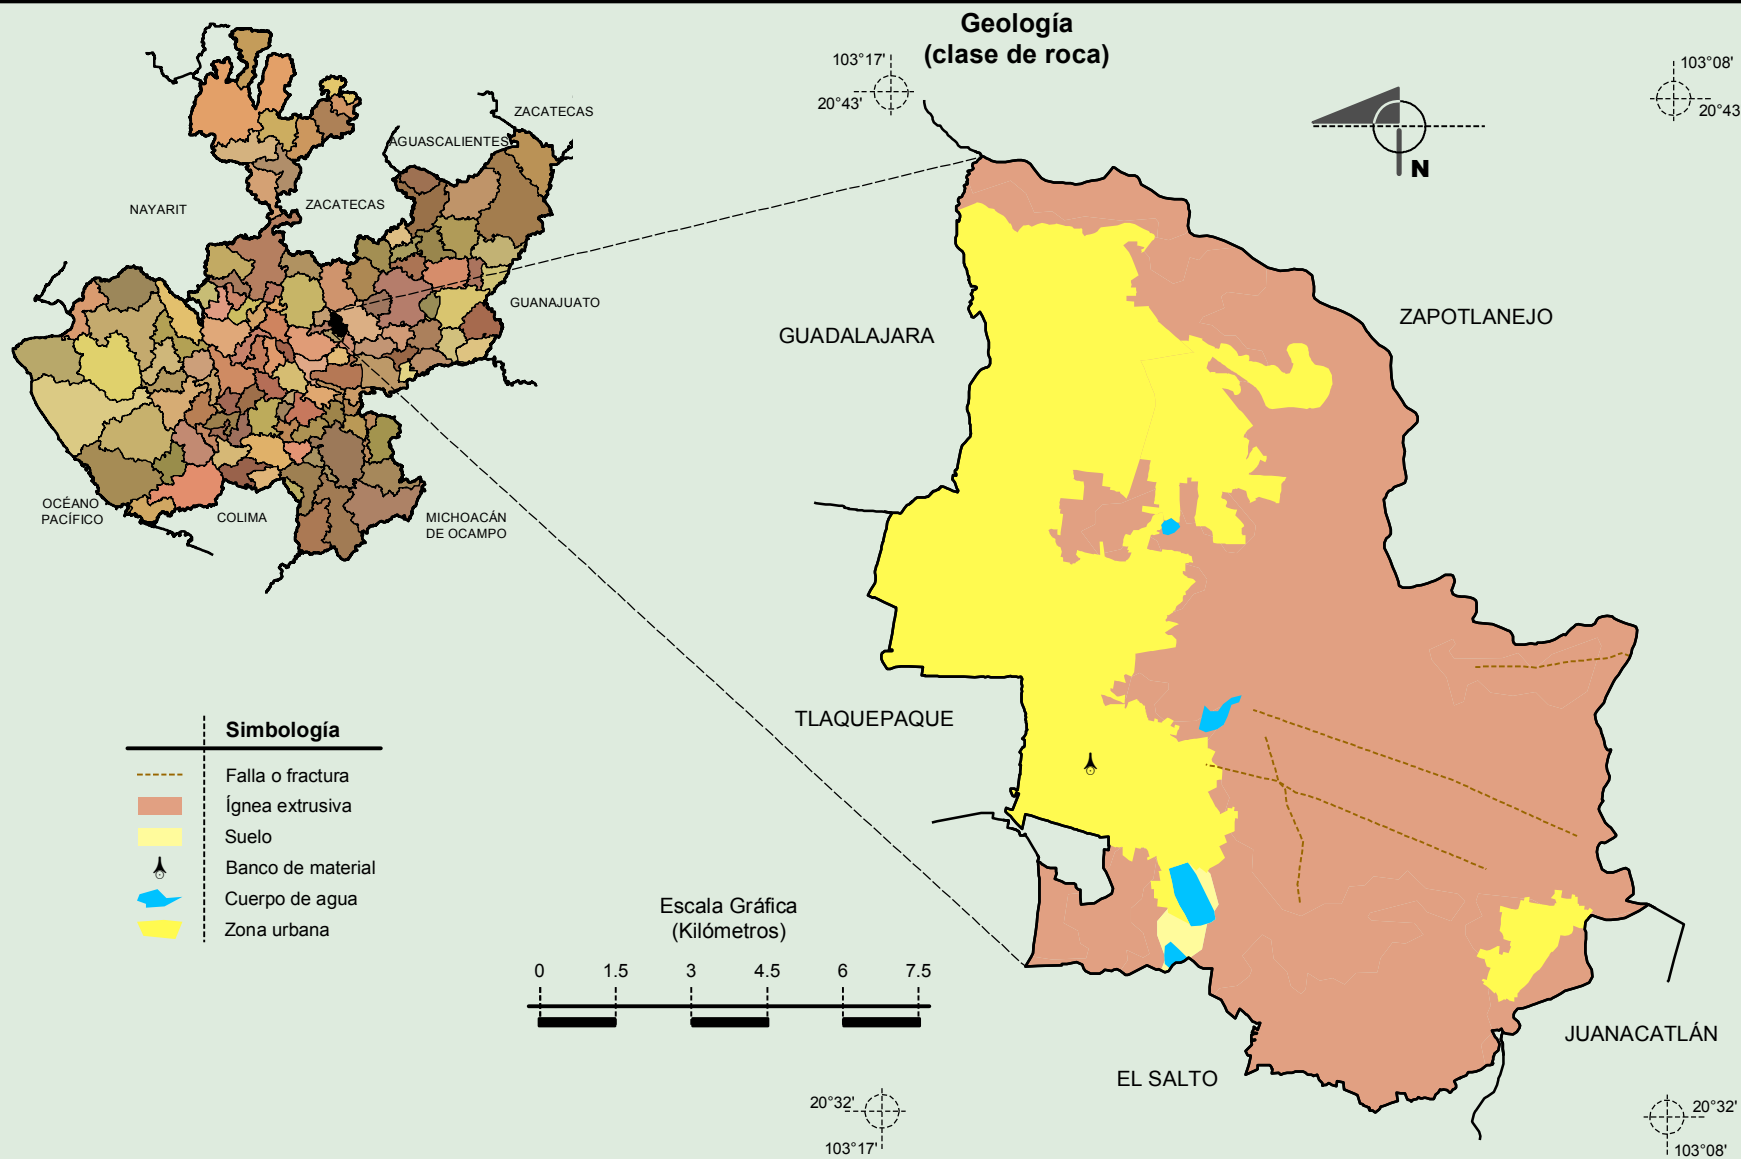 Geología
(clase de roca)
103°17'
20°43'
103°08'
20°43
N
ZACATECAS
AGUASCALIENTES
NAYARIT
ZACATECAS
GUANAJUATO
OCÉANO
PACÍFICO
COLIMA
MICHOACÁN
DE OCAMPO
GUADALAJARA
ZAPOTLANEJO
TLAQUEPAQUE
JUANACATLÁN
EL SALTO
Simbología
Falla o fractura
Ígnea extrusiva
Suelo
Banco de material
Cuerpo de agua
Zona urbana
Escala Gráfica
(Kilómetros)
0 1.5 3 4.5 6 7.5
20°32'
103°17'
20°32'
103°08'